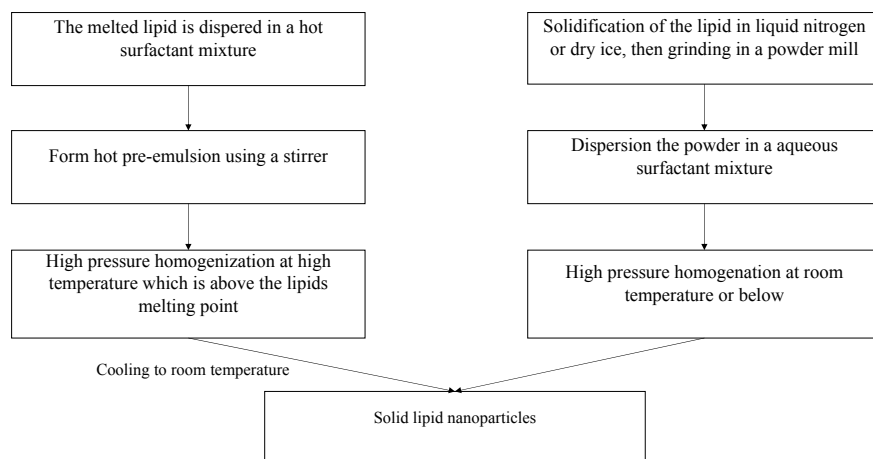 The melted lipid is dispered in a hot
surfactant mixture
Form hot pre-emulsion using a stirrer
High pressure homogenization at high
temperature which is above the lipids
melting point
Cooling to room temperature
Solidification of the lipid in liquid nitrogen
or dry ice, then grinding in a powder mill
Dispersion the powder in a aqueous
surfactant mixture
High pressure homogenation at room
temperature or below
Solid lipid nanoparticles